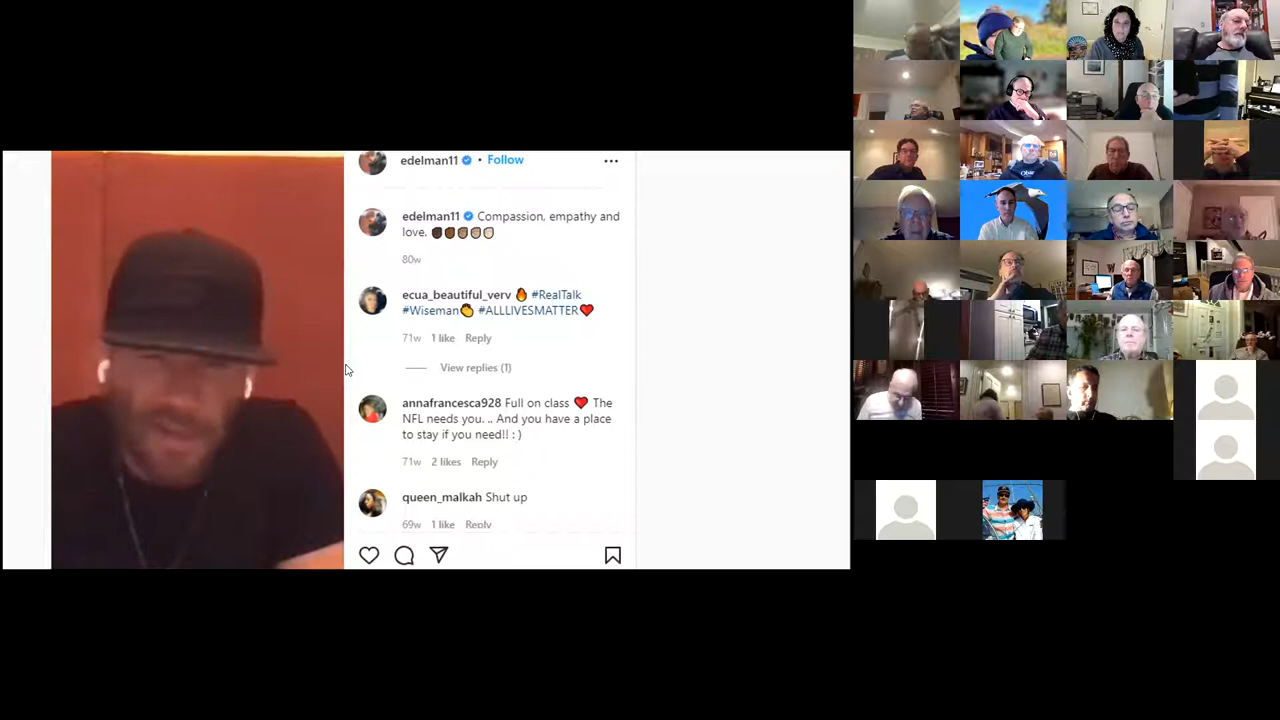 edelman11 • Follow
edelman11 Compassion, empathy and
love. ✊🏿✊🏾✊🏽✊🏼✊🏻
80w
ecua_beautiful_verv 🔥 #RealTalk
#Wiseman👏 #ALLLIVESMATTER❤️
71w 1 like Reply
View replies (1)
annafrancesca928 Full on class ❤️ The
NFL needs you. .. And you have a place
to stay if you need!! : )
71w 2 likes Reply
queen_malkah Shut up
69w 1 like Reply